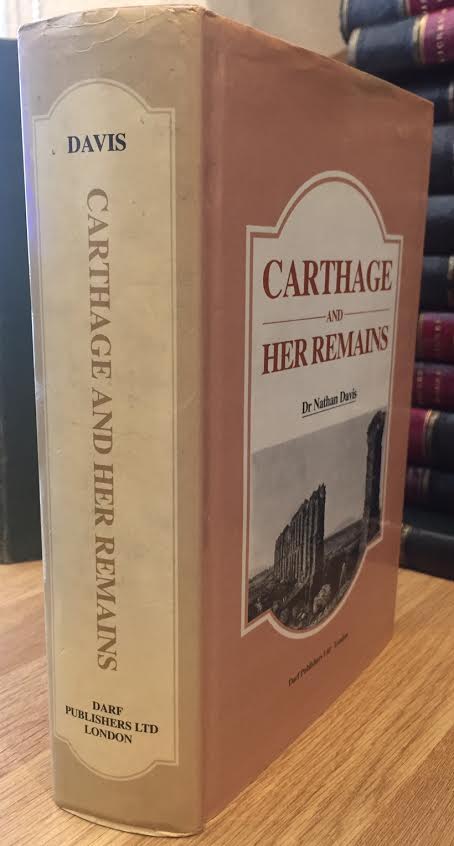 DAVIS
CARTHAGE AND HER REMAINS
DARF
PUBLISHERS LTD
LONDON
CARTHAGE
AND
HER REMAINS
Dr Nathan Davis
Darf Publishers Ltd London